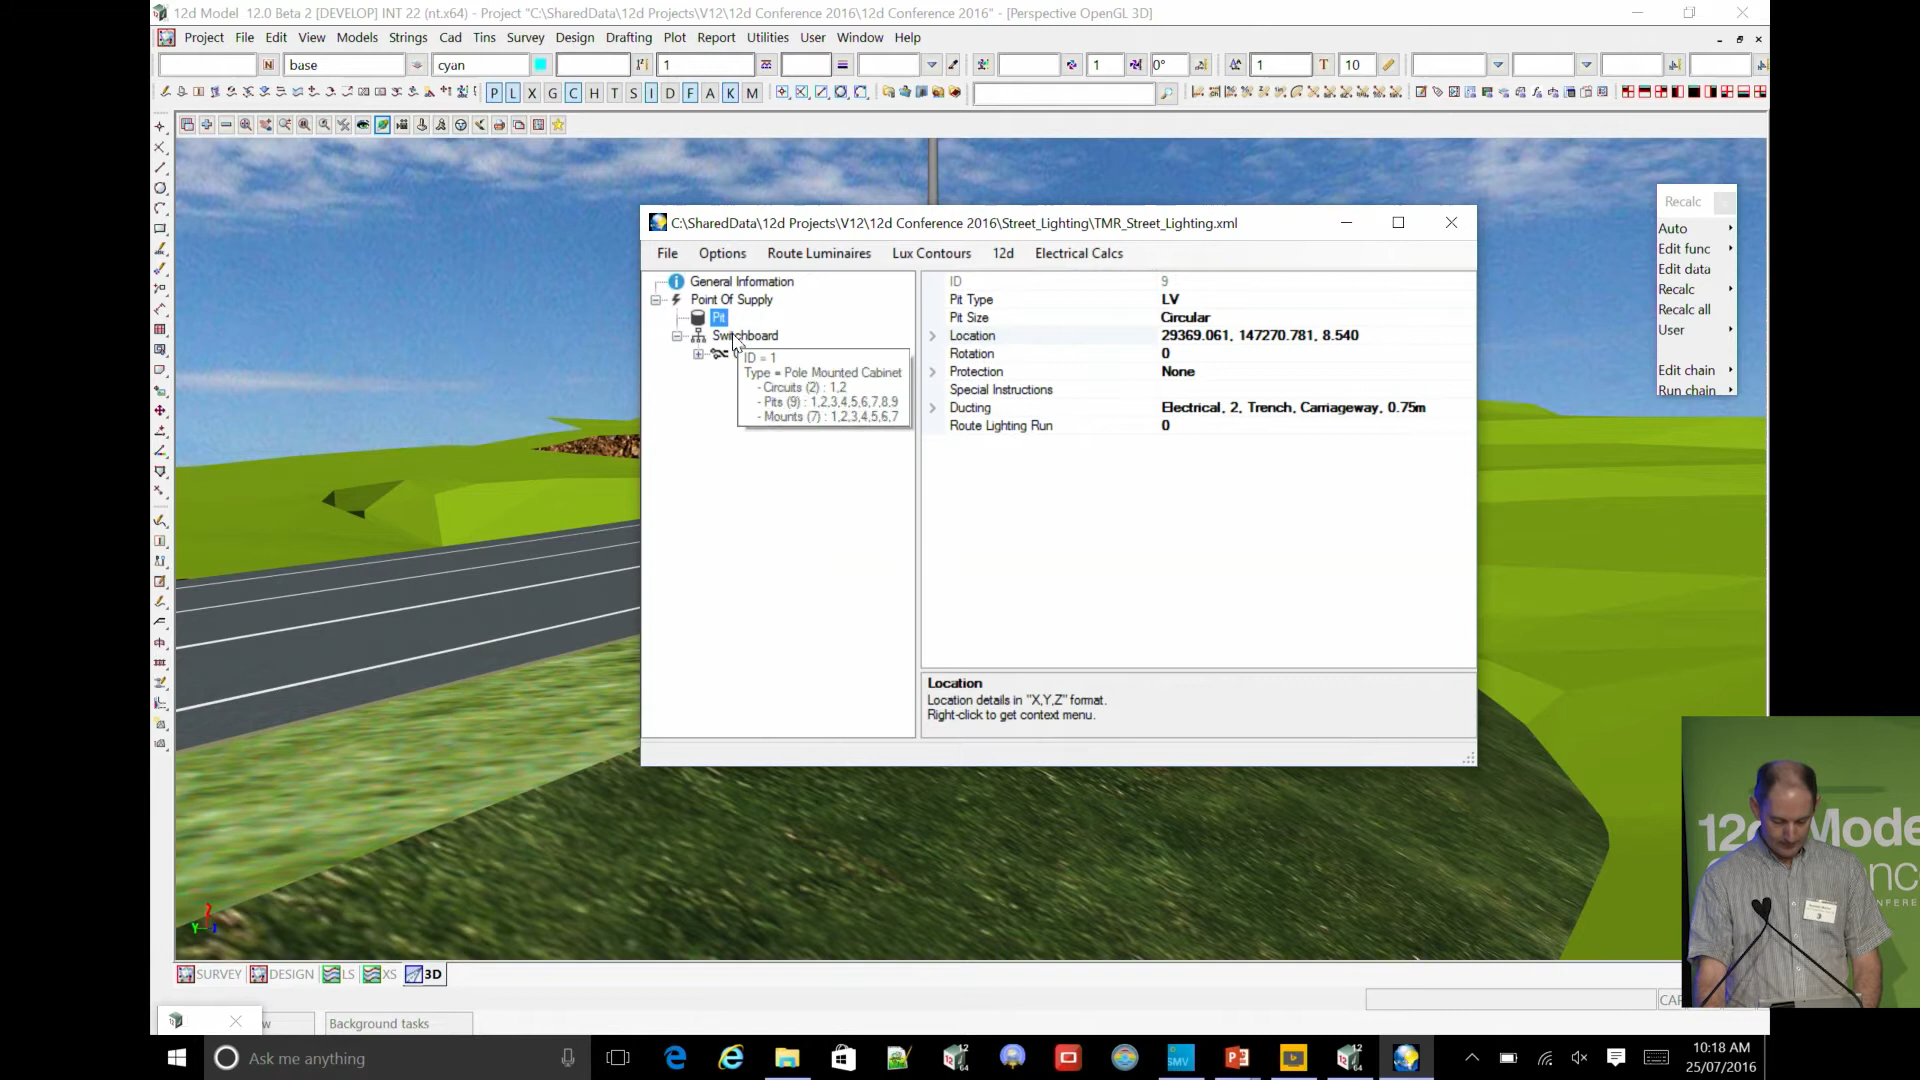 12d Model 12.0 Beta 2 [DEVELOP] INT 22 (nt.x64) - Project "C:\SharedData\12d Projects\V12\12d Conference 2016\12d Conference 2016" - [Perspective OpenGL 3D]
Project File Edit View Models Strings Cad Tins Survey Design Drafting Plot Report Utilities User Window Help
N base cyan 1 1 0° 1 T 10
P L X G C H T S I D F A K M
Recalc
Auto
Edit func
Edit data
Recalc
Recalc all
User
Edit chain
Run chain
C:\SharedData\12d Projects\V12\12d Conference 2016\Street_Lighting\TMR_Street_Lighting.xml
File Options Route Luminaires Lux Contours 12d Electrical Calcs
General Information
Point Of Supply
Pit
Switchboard
ID = 1
Type = Pole Mounted Cabinet
- Circuits (2) : 1,2
- Pits (9) : 1,2,3,4,5,6,7,8,9
- Mounts (7) : 1,2,3,4,5,6,7
ID 9
Pit Type LV
Pit Size Circular
Location 29369.061, 147270.781, 8.540
Rotation 0
Protection None
Special Instructions
Ducting Electrical, 2, Trench, Carriageway, 0.75m
Route Lighting Run 0
Location
Location details in "X,Y,Z" format.
Right-click to get context menu.
Y
SURVEY DESIGN LS XS 3D
CAP
w Background tasks
12d Mode
Ask me anything
SMV
10:18 AM
25/07/2016